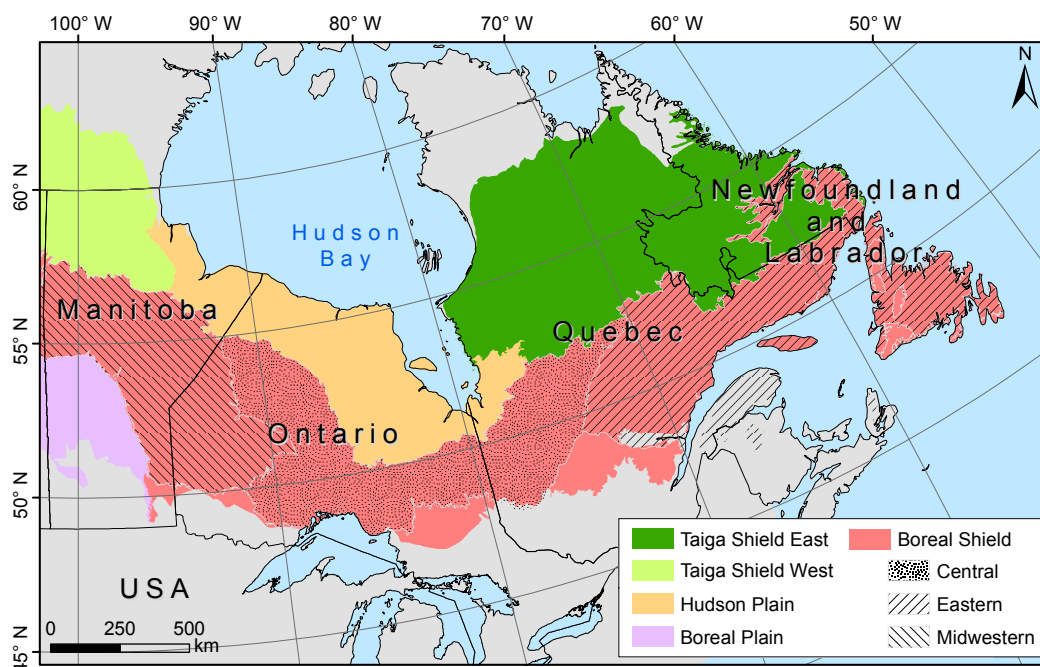 100° W 90° W 80° W 70° W 60° W 50° W
N
60° N
55° N
50° N
45° N
Hudson
Bay
Newfoundland
and
Labrador
Manitoba
Quebec
Ontario
USA
0 250 500
km
Taiga Shield East
Taiga Shield West
Hudson Plain
Boreal Plain
Boreal Shield
Central
Eastern
Midwestern